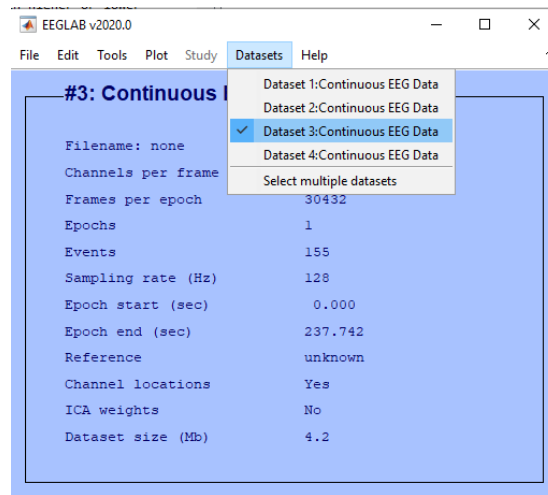 EEGLAB v2020.0
File Edit Tools Plot Study Datasets Help
#3: Continuous
Dataset 1:Continuous EEG Data
Dataset 2:Continuous EEG Data
Dataset 3:Continuous EEG Data
Dataset 4:Continuous EEG Data
Select multiple datasets
Filename: none
Channels per frame
Frames per epoch 30432
Epochs 1
Events 155
Sampling rate (Hz) 128
Epoch start (sec) 0.000
Epoch end (sec) 237.742
Reference unknown
Channel locations Yes
ICA weights No
Dataset size (Mb) 4.2